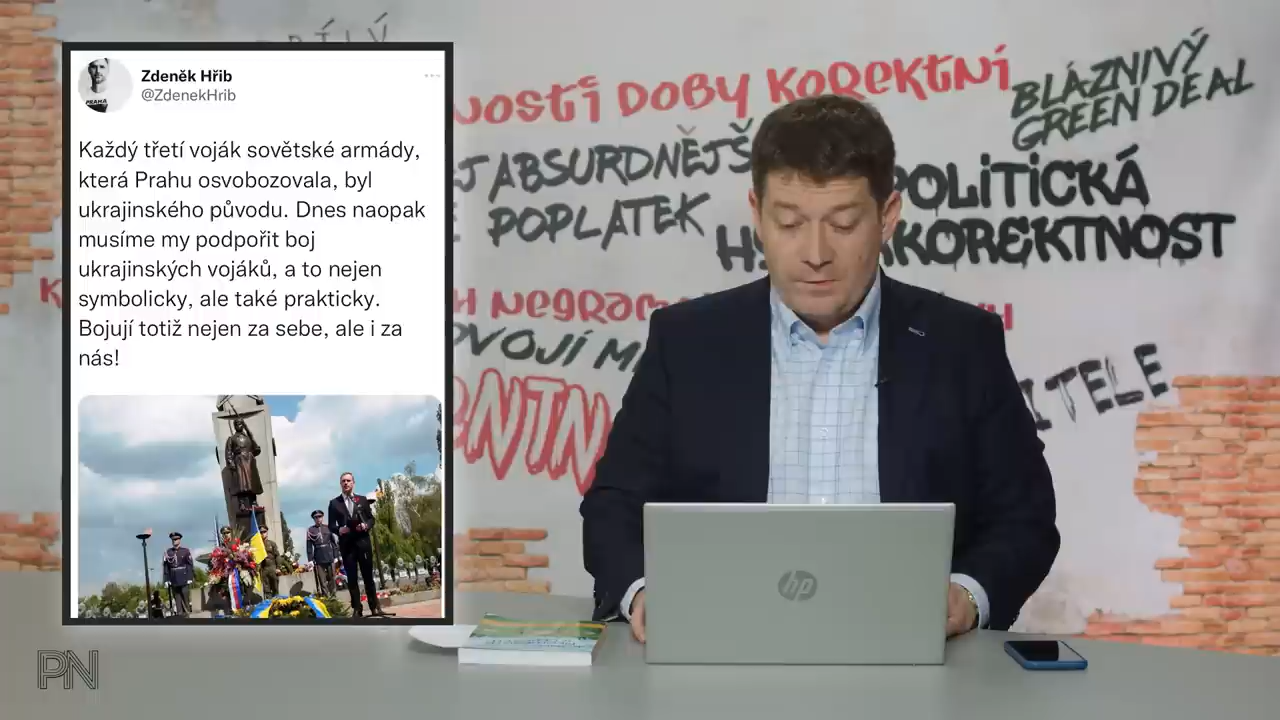 Zdeněk Hřib
@ZdenekHrib
Každý třetí voják sovětské armády,
která Prahu osvobozovala, byl
ukrajinského původu. Dnes naopak
musíme my podpořit boj
ukrajinských vojáků, a to nejen
symbolicky, ale také prakticky.
Bojují totiž nejen za sebe, ale i za
nás!
PRAHA
DOBY KOREKTNÍ
BLÁZNIVÝ
GREEN DEAL
POPLATEK
POLITICKÁ
KOREKTNOST
hp
PN